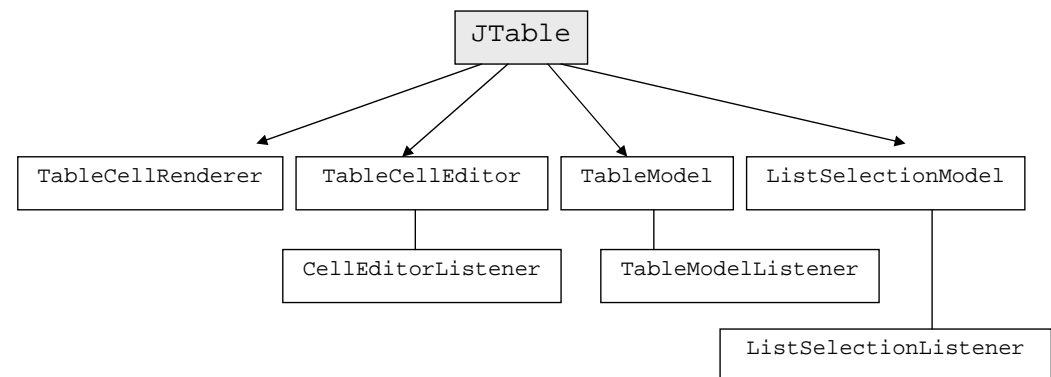 JTable
TableCellRenderer
TableCellEditor
TableModel
ListSelectionModel
CellEditorListener
TableModelListener
ListSelectionListener